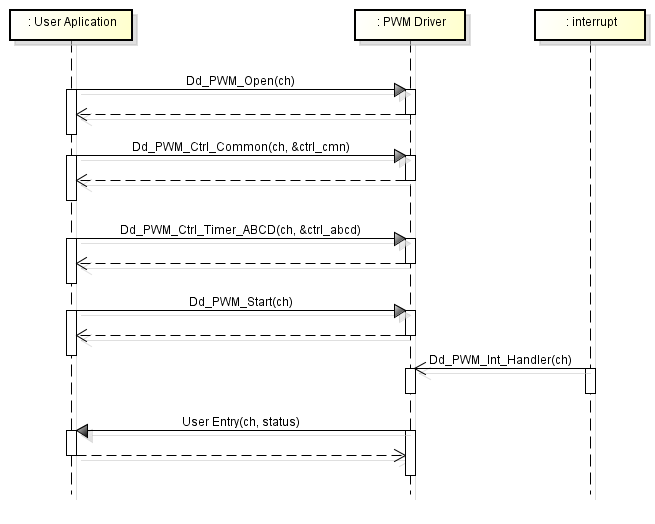 : User Aplication
: PWM Driver
: interrupt
Dd_PWM_Open(ch)
Dd_PWM_Ctrl_Common(ch, &ctrl_cmn)
Dd_PWM_Ctrl_Timer_ABCD(ch, &ctrl_abcd)
Dd_PWM_Start(ch)
Dd_PWM_Int_Handler(ch)
User Entry(ch, status)